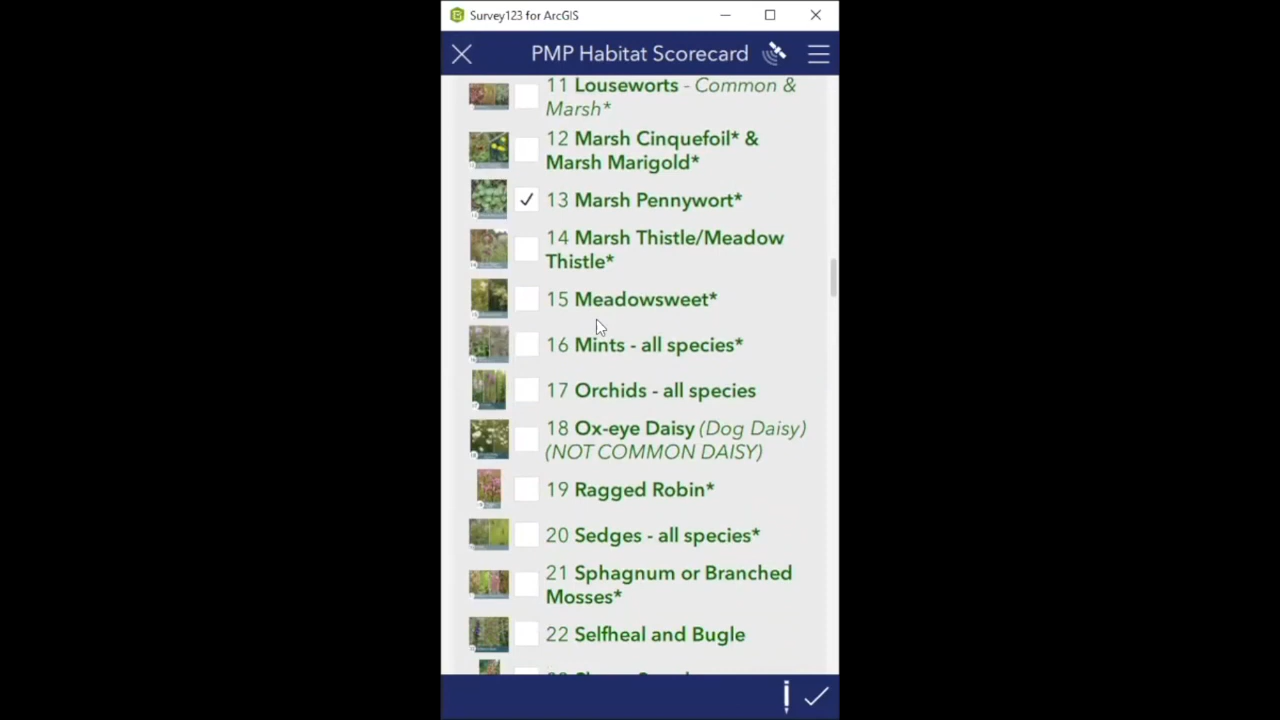 Survey123 for ArcGIS
PMP Habitat Scorecard
11 Louseworts - Common &
Marsh*
12 Marsh Cinquefoil* &
Marsh Marigold*
13 Marsh Pennywort*
14 Marsh Thistle/Meadow
Thistle*
15 Meadowsweet*
16 Mints - all species*
17 Orchids - all species
18 Ox-eye Daisy (Dog Daisy)
(NOT COMMON DAISY)
19 Ragged Robin*
20 Sedges - all species*
21 Sphagnum or Branched
Mosses*
22 Selfheal and Bugle